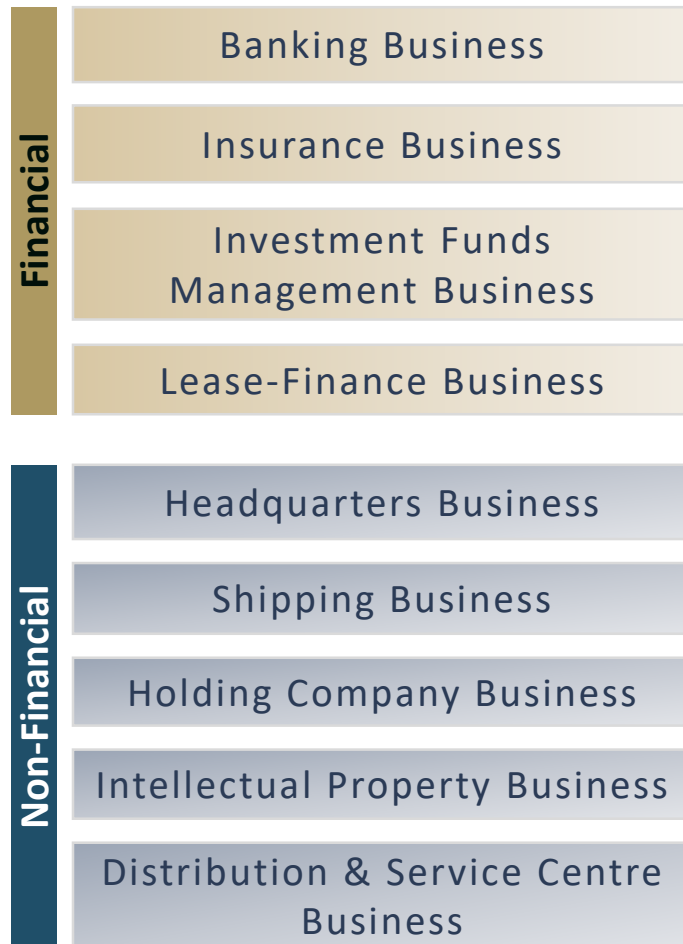 Financial
Banking Business
Insurance Business
Investment Funds
Management Business
Lease-Finance Business
Non-Financial
Headquarters Business
Shipping Business
Holding Company Business
Intellectual Property Business
Distribution & Service Centre
Business